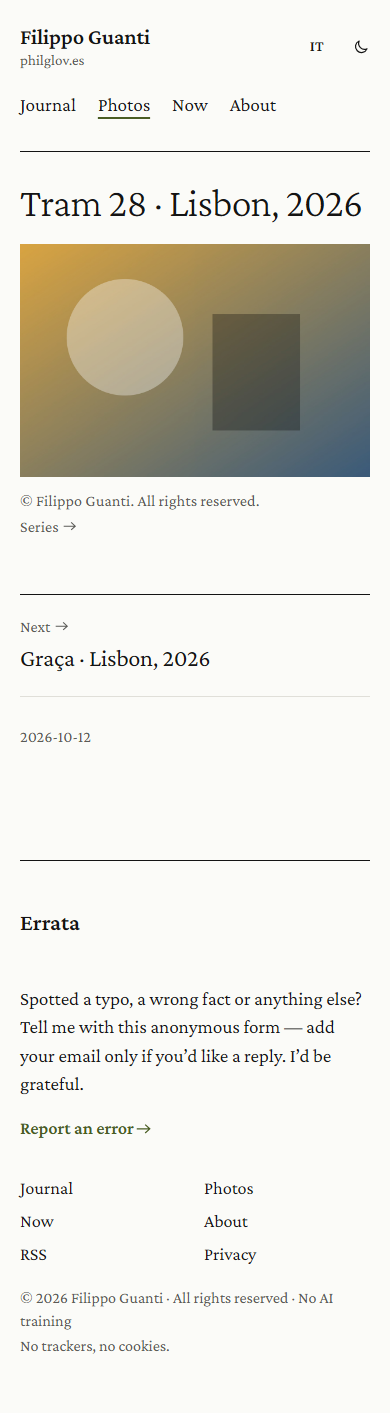 Filippo Guanti
philglov.es
IT
Journal Photos Now About
Tram 28 · Lisbon, 2026
© Filippo Guanti. All rights reserved.
Series →
Next →
Graça · Lisbon, 2026
2026-10-12
Errata
Spotted a typo, a wrong fact or anything else?
Tell me with this anonymous form — add
your email only if you’d like a reply. I’d be
grateful.
Report an error →
Journal Photos
Now About
RSS Privacy
© 2026 Filippo Guanti · All rights reserved · No AI
training
No trackers, no cookies.